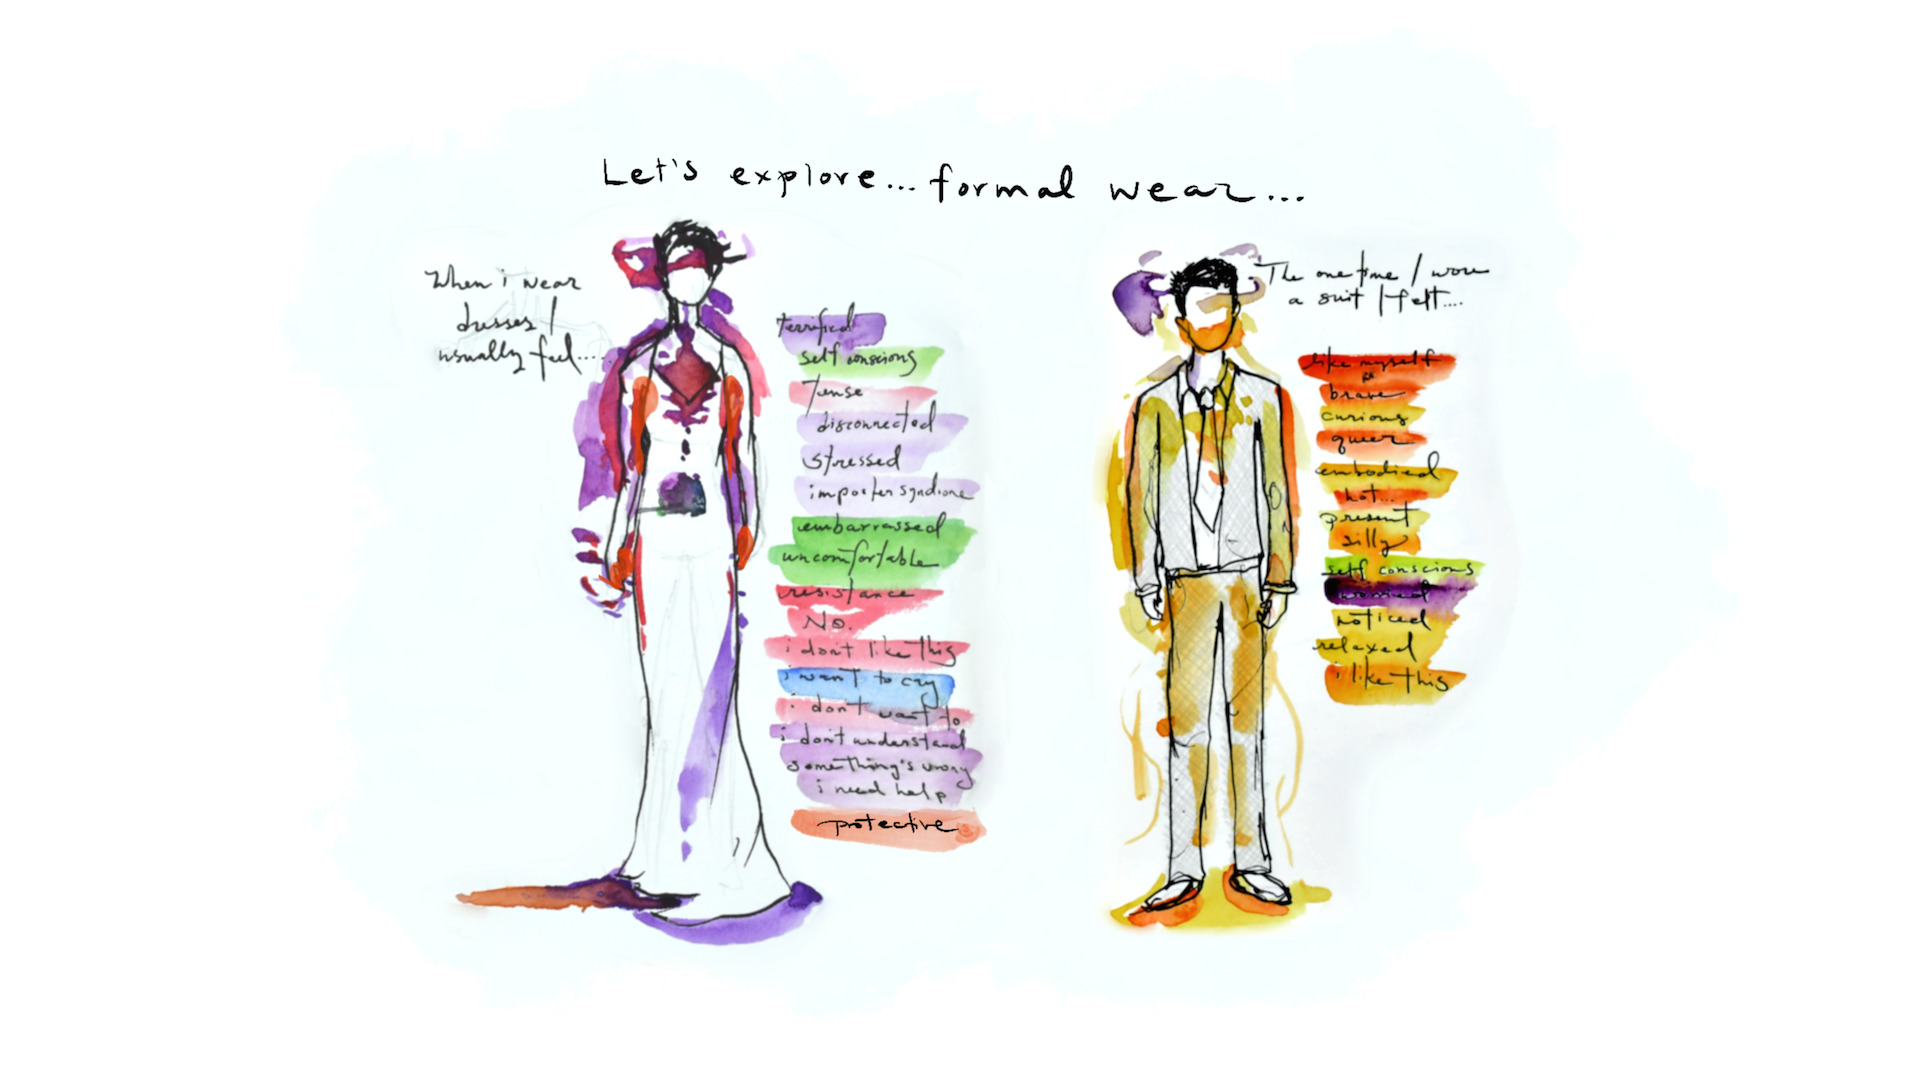 Let's explore... formal wear...
When i wear
dresses I
usually feel.....
terrified
self conscious
tense
disconnected
stressed
imposter syndrome
embarrassed
uncomfortable
resistance
No.
i don't like this
i want to cry
i don't want to
i don't understand
something's wrong
i need help
protective
The one time I wore
a suit I felt....
like myself
brave
curious
queer
embodied
hot...
present
silly
self conscious
worried
noticed
relaxed
i like this